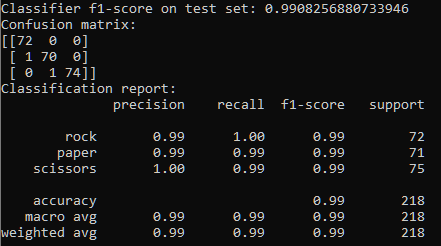 Classifier f1-score on test set: 0.9908256880733946
Confusion matrix:
[[72  0  0]
 [ 1 70  0]
 [ 0  1 74]]
Classification report:
              precision    recall  f1-score   support

        rock       0.99      1.00      0.99        72
       paper       0.99      0.99      0.99        71
    scissors       1.00      0.99      0.99        75

    accuracy                           0.99       218
   macro avg       0.99      0.99      0.99       218
weighted avg       0.99      0.99      0.99       218